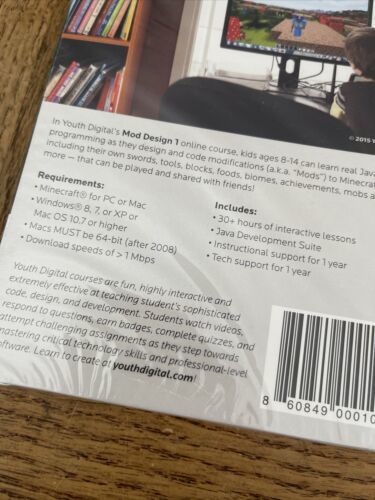 © 2015 Y
In Youth Digital's Mod Design 1 online course, kids ages 8-14 can learn real Java
programming as they design and code modifications (a.k.a. "Mods") to Minecraf
including their own swords, tools, blocks, foods, biomes, achievements, mobs a
more — that can be played and shared with friends!
Requirements:
• Minecraft® for PC or Mac
• Windows® 8, 7, or XP or
Mac OS 10.7 or higher
• Macs MUST be 64-bit (after 2008)
• Download speeds of > 1 Mbps
Includes:
• 30+ hours of interactive lessons
• Java Development Suite
• Instructional support for 1 year
• Tech support for 1 year
Youth Digital courses are fun, highly interactive and
extremely effective at teaching student's sophisticated
code, design, and development. Students watch videos,
respond to questions, earn badges, complete quizzes, and
attempt challenging assignments as they step towards
mastering critical technology skills and professional-level
oftware. Learn to create at youthdigital.com!
8 60849 00010